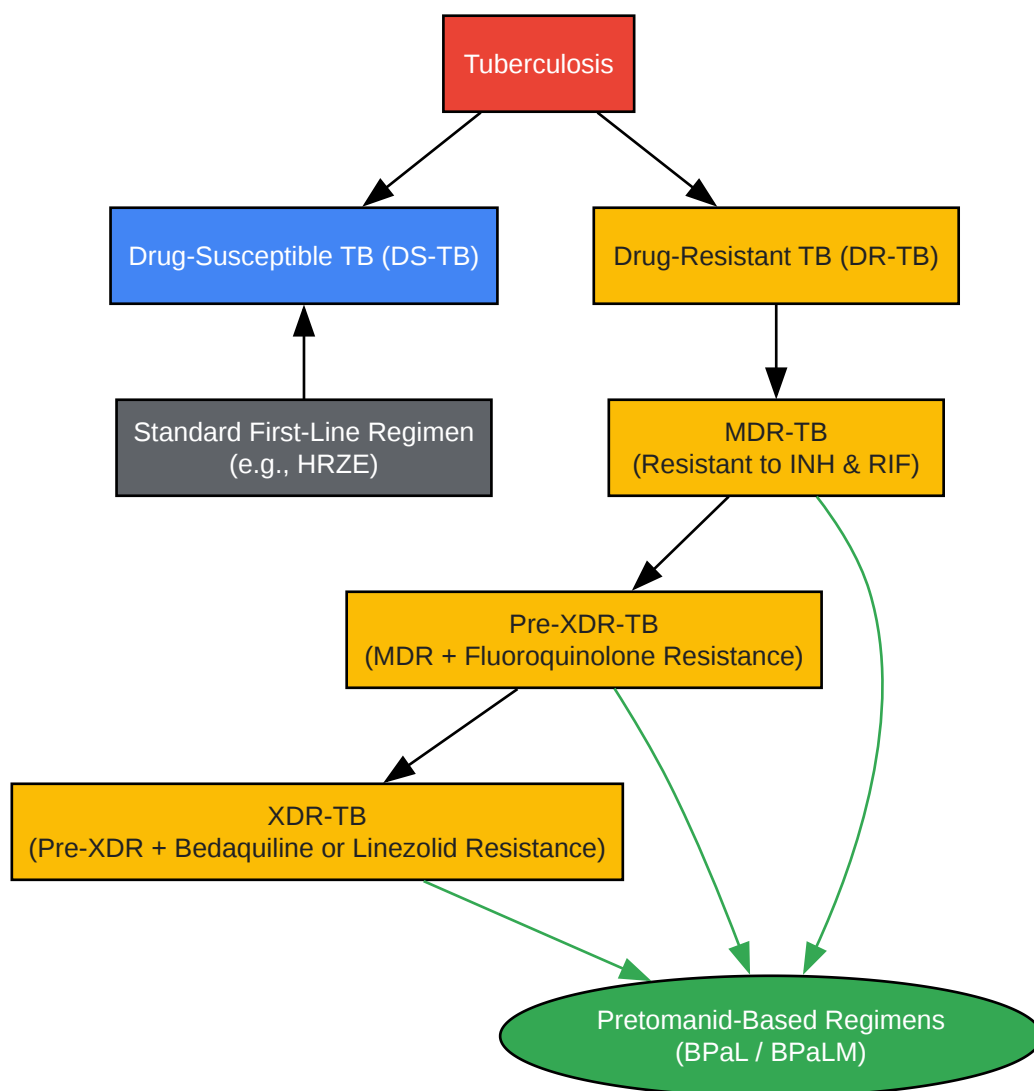 Tuberculosis
Drug-Susceptible TB (DS-TB)
Drug-Resistant TB (DR-TB)
Standard First-Line Regimen
(e.g., HRZE)
MDR-TB
(Resistant to INH & RIF)
Pre-XDR-TB
(MDR + Fluoroquinolone Resistance)
XDR-TB
(Pre-XDR + Bedaquiline or Linezolid Resistance)
Pretomanid-Based Regimens
(BPaL / BPaLM)